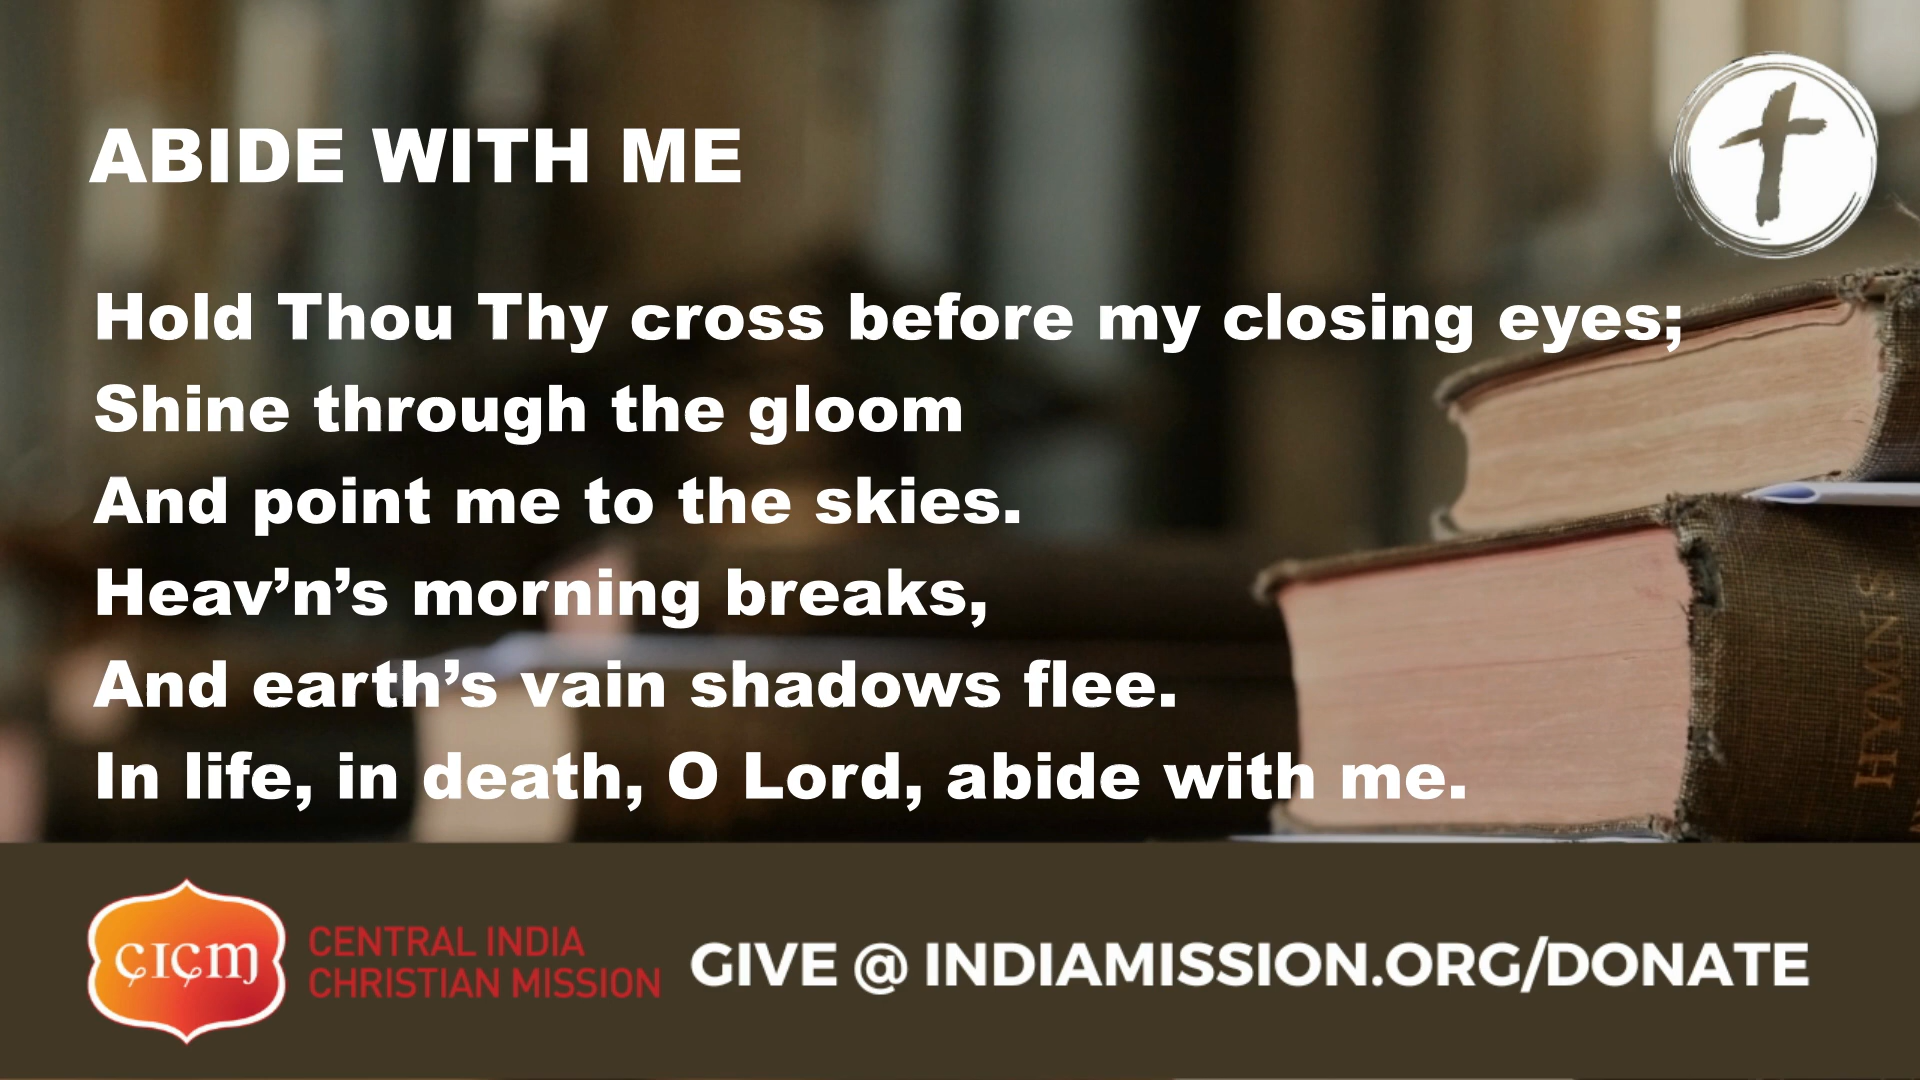 ABIDE WITH ME
Hold Thou Thy cross before my closing eyes;
Shine through the gloom
And point me to the skies.
Heav’n’s morning breaks,
And earth’s vain shadows flee.
In life, in death, O Lord, abide with me.
HYMNS
CICM
CENTRAL INDIA
CHRISTIAN MISSION
GIVE @ INDIAMISSION.ORG/DONATE